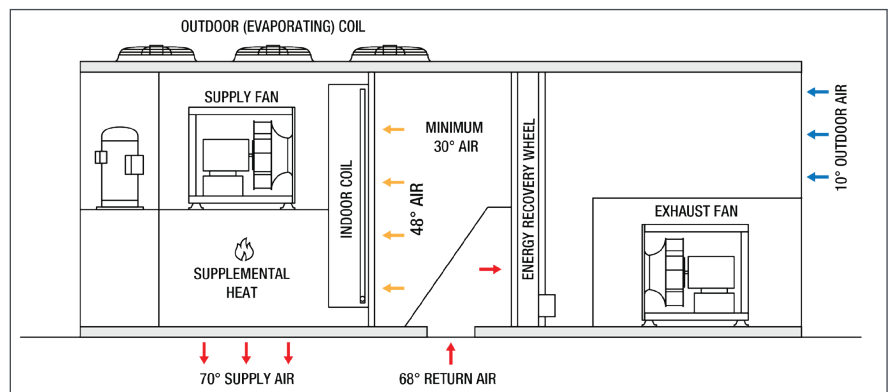 OUTDOOR (EVAPORATING) COIL
SUPPLY FAN
INDOOR COIL
48° AIR
MINIMUM
30° AIR
ENERGY RECOVERY WHEEL
10° OUTDOOR AIR
EXHAUST FAN
SUPPLEMENTAL
HEAT
70° SUPPLY AIR
68° RETURN AIR